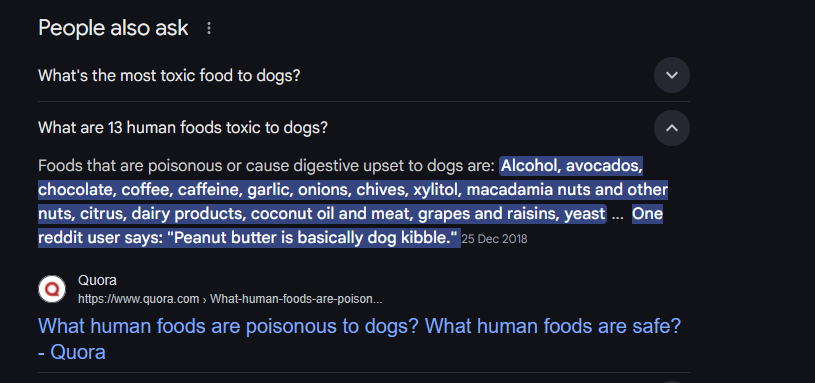 People also ask
What's the most toxic food to dogs?
What are 13 human foods toxic to dogs?
Foods that are poisonous or cause digestive upset to dogs are: Alcohol, avocados,
chocolate, coffee, caffeine, garlic, onions, chives, xylitol, macadamia nuts and other
nuts, citrus, dairy products, coconut oil and meat, grapes and raisins, yeast ... One
reddit user says: "Peanut butter is basically dog kibble." 25 Dec 2018
Quora
https://www.quora.com › What-human-foods-are-poison...
What human foods are poisonous to dogs? What human foods are safe?
- Quora